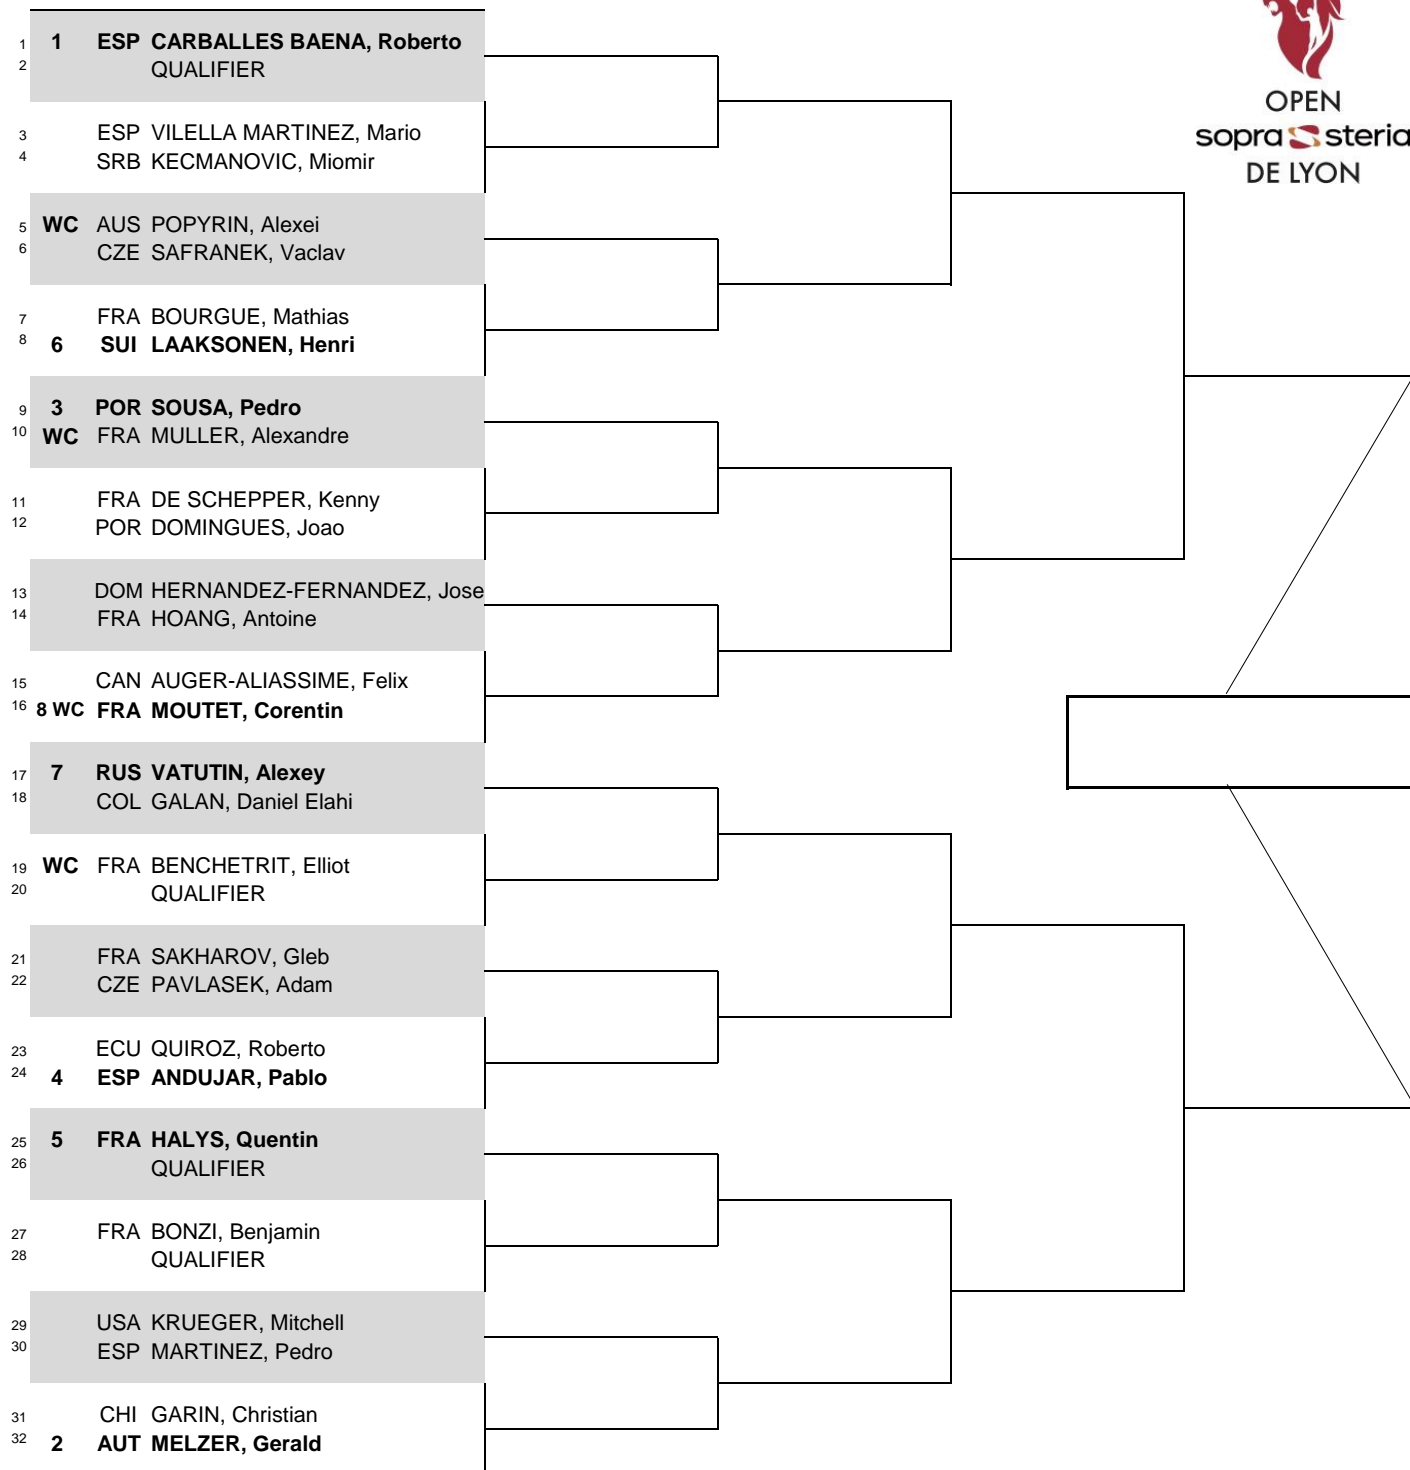 OPEN
sopra steria
DE LYON
1 1 ESP CARBALLES BAENA, Roberto
2 QUALIFIER
3 ESP VILELLA MARTINEZ, Mario
4 SRB KECMANOVIC, Miomir
5 WC AUS POPYRIN, Alexei
6 CZE SAFRANEK, Vaclav
7 FRA BOURGUE, Mathias
8 6 SUI LAAKSONEN, Henri
9 3 POR SOUSA, Pedro
10 WC FRA MULLER, Alexandre
11 FRA DE SCHEPPER, Kenny
12 POR DOMINGUES, Joao
13 DOM HERNANDEZ-FERNANDEZ, Jose
14 FRA HOANG, Antoine
15 CAN AUGER-ALIASSIME, Felix
16 8 WC FRA MOUTET, Corentin
17 7 RUS VATUTIN, Alexey
18 COL GALAN, Daniel Elahi
19 WC FRA BENCHETRIT, Elliot
20 QUALIFIER
21 FRA SAKHAROV, Gleb
22 CZE PAVLASEK, Adam
23 ECU QUIROZ, Roberto
24 4 ESP ANDUJAR, Pablo
25 5 FRA HALYS, Quentin
26 QUALIFIER
27 FRA BONZI, Benjamin
28 QUALIFIER
29 USA KRUEGER, Mitchell
30 ESP MARTINEZ, Pedro
31 CHI GARIN, Christian
32 2 AUT MELZER, Gerald